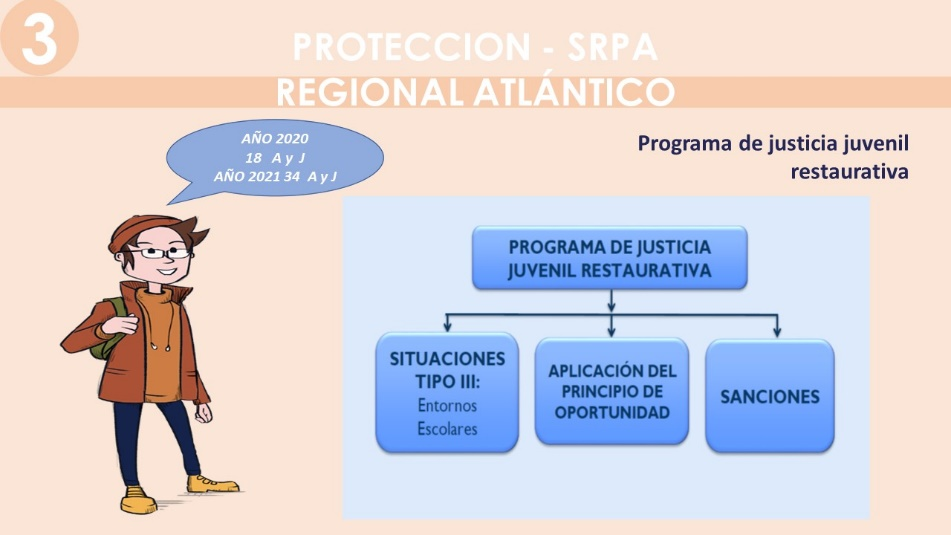 3
PROTECCION - SRPA
REGIONAL ATLÁNTICO
AÑO 2020
18 A y J
AÑO 2021 34 A y J
Programa de justicia juvenil
restaurativa
PROGRAMA DE JUSTICIA
JUVENIL RESTAURATIVA
SITUACIONES
TIPO III:
Entornos
Escolares
APLICACIÓN DEL
PRINCIPIO DE
OPORTUNIDAD
SANCIONES